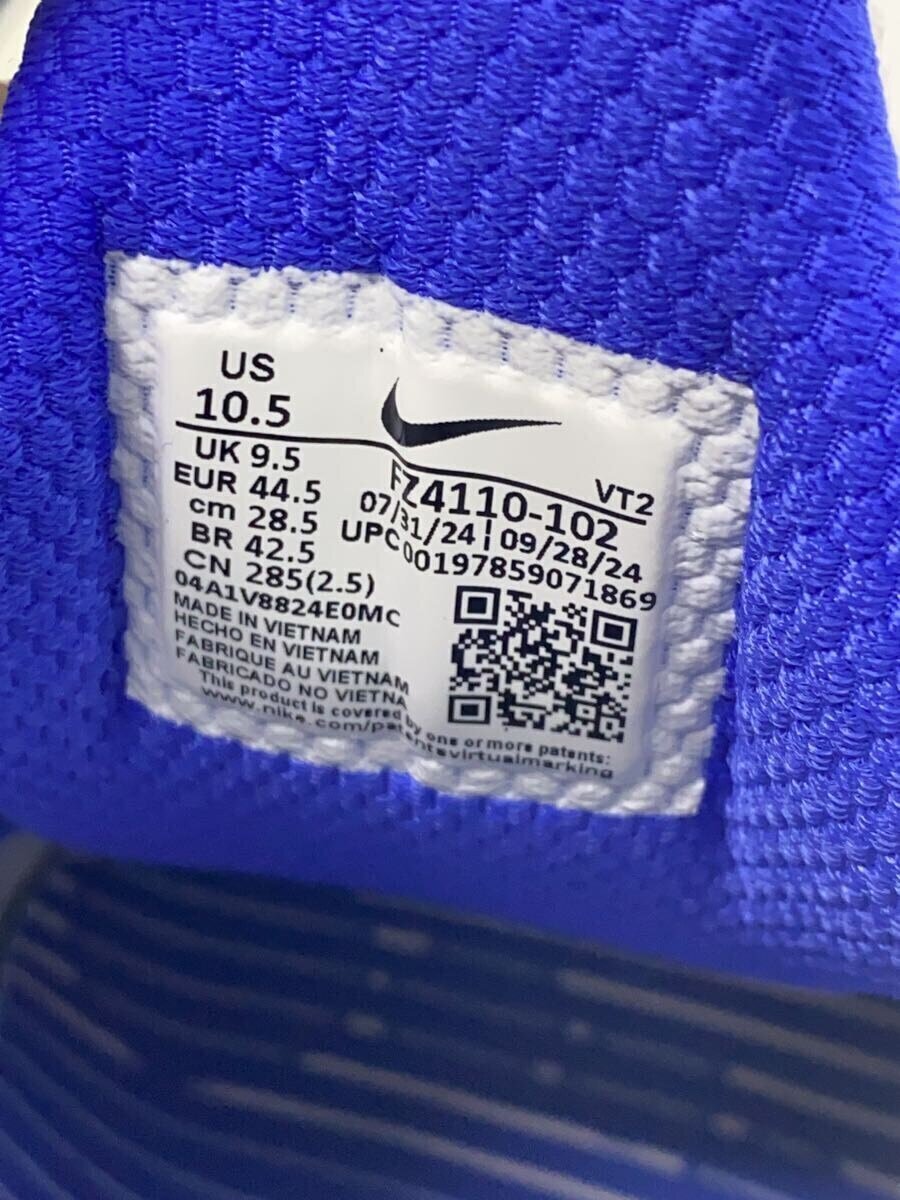 US
10.5
UK 9.5
EUR 44.5
cm 28.5
BR 42.5
CN 285(2.5)
04A1V8824E0MC
MADE IN VIETNAM
HECHO EN VIETNAM
FABRIQUE AU VIETNAM
FABRICADO NO VIETNA
This product is covered by one or more patents:
www.nike.com/patentsvirtualmarking
VT2
FZ4110-102
07/31/24 | 09/28/24
UPC 00197859071869